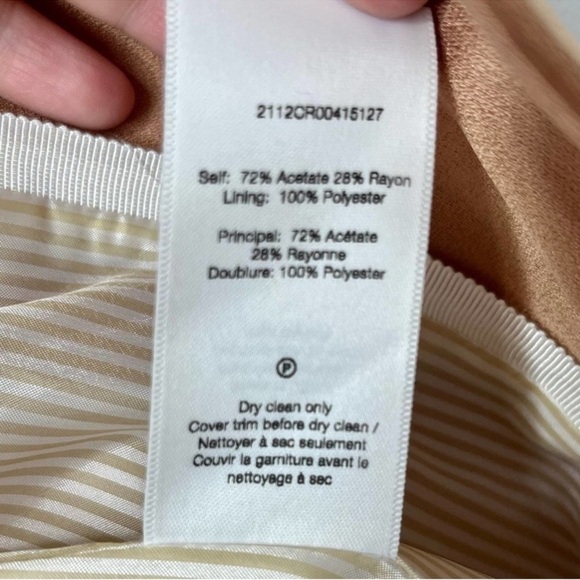 2112CR00415127
Self: 72% Acetate 28% Rayon
Lining: 100% Polyester
Principal: 72% Acétate
28% Rayonne
Doublure: 100% Polyester
P
Dry clean only
Cover trim before dry clean /
Nettoyer à sec seulement
Couvir la garniture avant le
nettoyage à sec